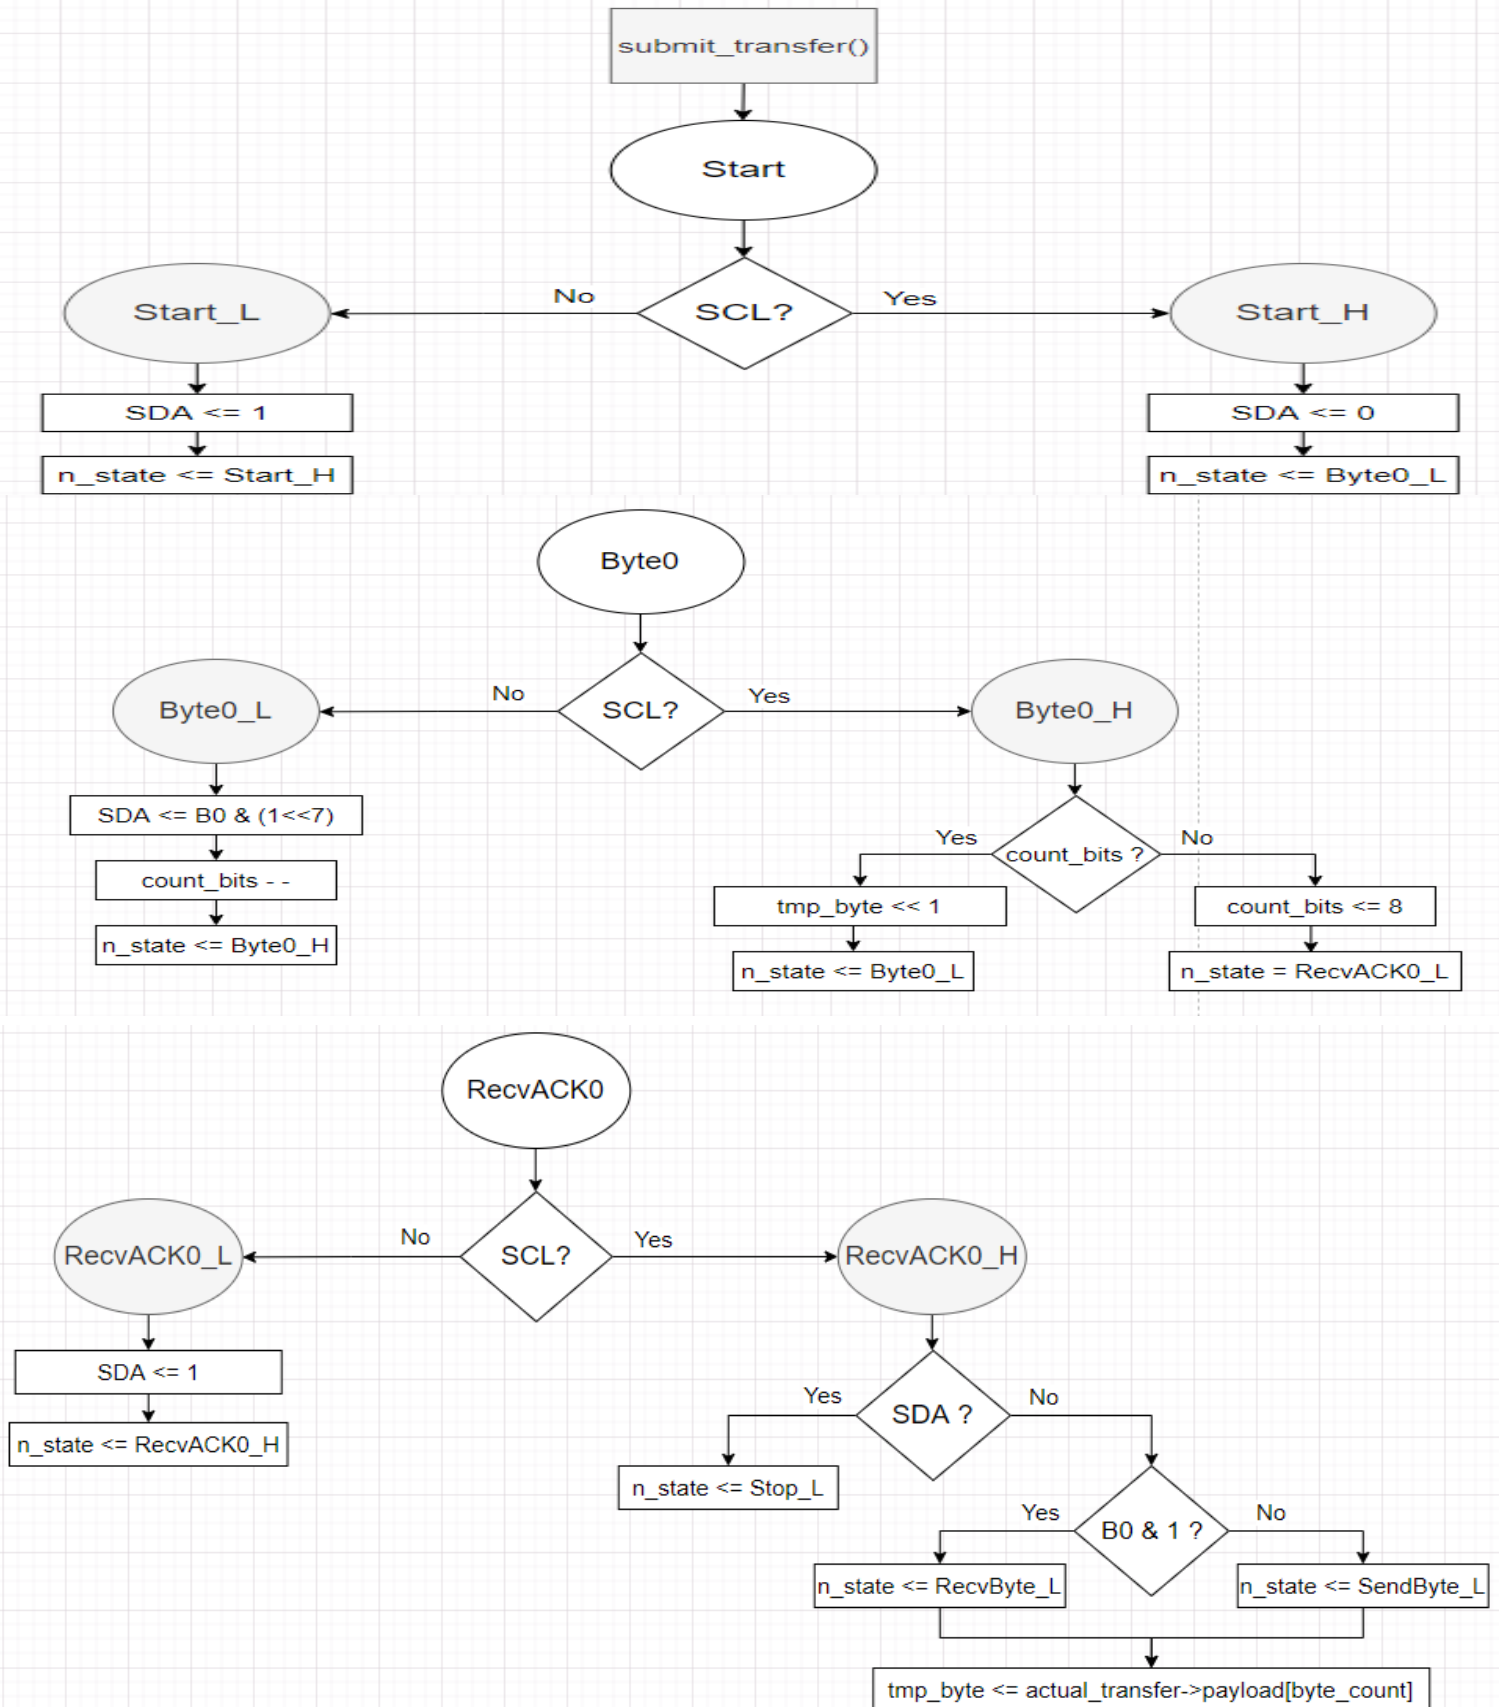 submit_transfer()
Start
No
Yes
Start_L
SCL?
Start_H
SDA <= 1
SDA <= 0
n_state <= Start_H
n_state <= Byte0_L
Byte0
No
Yes
Byte0_L
SCL?
Byte0_H
SDA <= B0 & (1<<7)
Yes
No
count_bits ?
count_bits - -
tmp_byte << 1
count_bits <= 8
n_state <= Byte0_H
n_state <= Byte0_L
n_state = RecvACK0_L
RecvACK0
No
Yes
RecvACK0_L
SCL?
RecvACK0_H
SDA <= 1
Yes
No
SDA ?
n_state <= RecvACK0_H
n_state <= Stop_L
Yes
No
B0 & 1 ?
n_state <= RecvByte_L
n_state <= SendByte_L
tmp_byte <= actual_transfer->payload[byte_count]